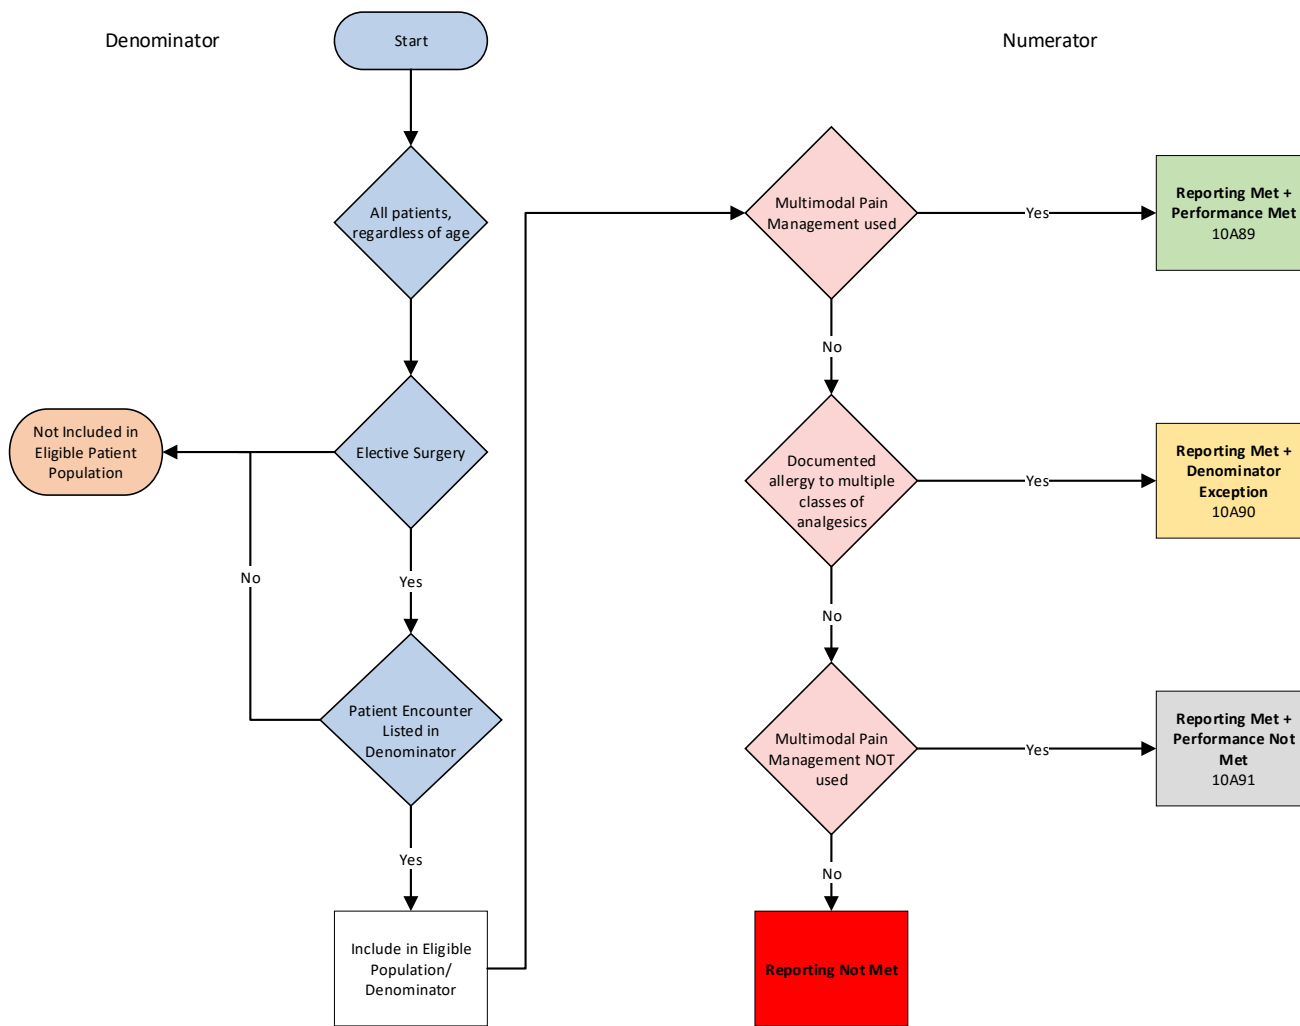 Denominator
Start
Numerator
All patients,
regardless of age
Multimodal Pain
Management used
Yes
Reporting Met +
Performance Met
10A89
No
Elective Surgery
Not Included in
Eligible Patient
Population
Documented
allergy to multiple
classes of
analgesics
Yes
Reporting Met +
Denominator
Exception
10A90
No
Yes
No
Patient Encounter
Listed in
Denominator
Multimodal Pain
Management NOT
used
Yes
Reporting Met +
Performance Not
Met
10A91
Yes
No
Include in Eligible
Population/
Denominator
Reporting Not Met